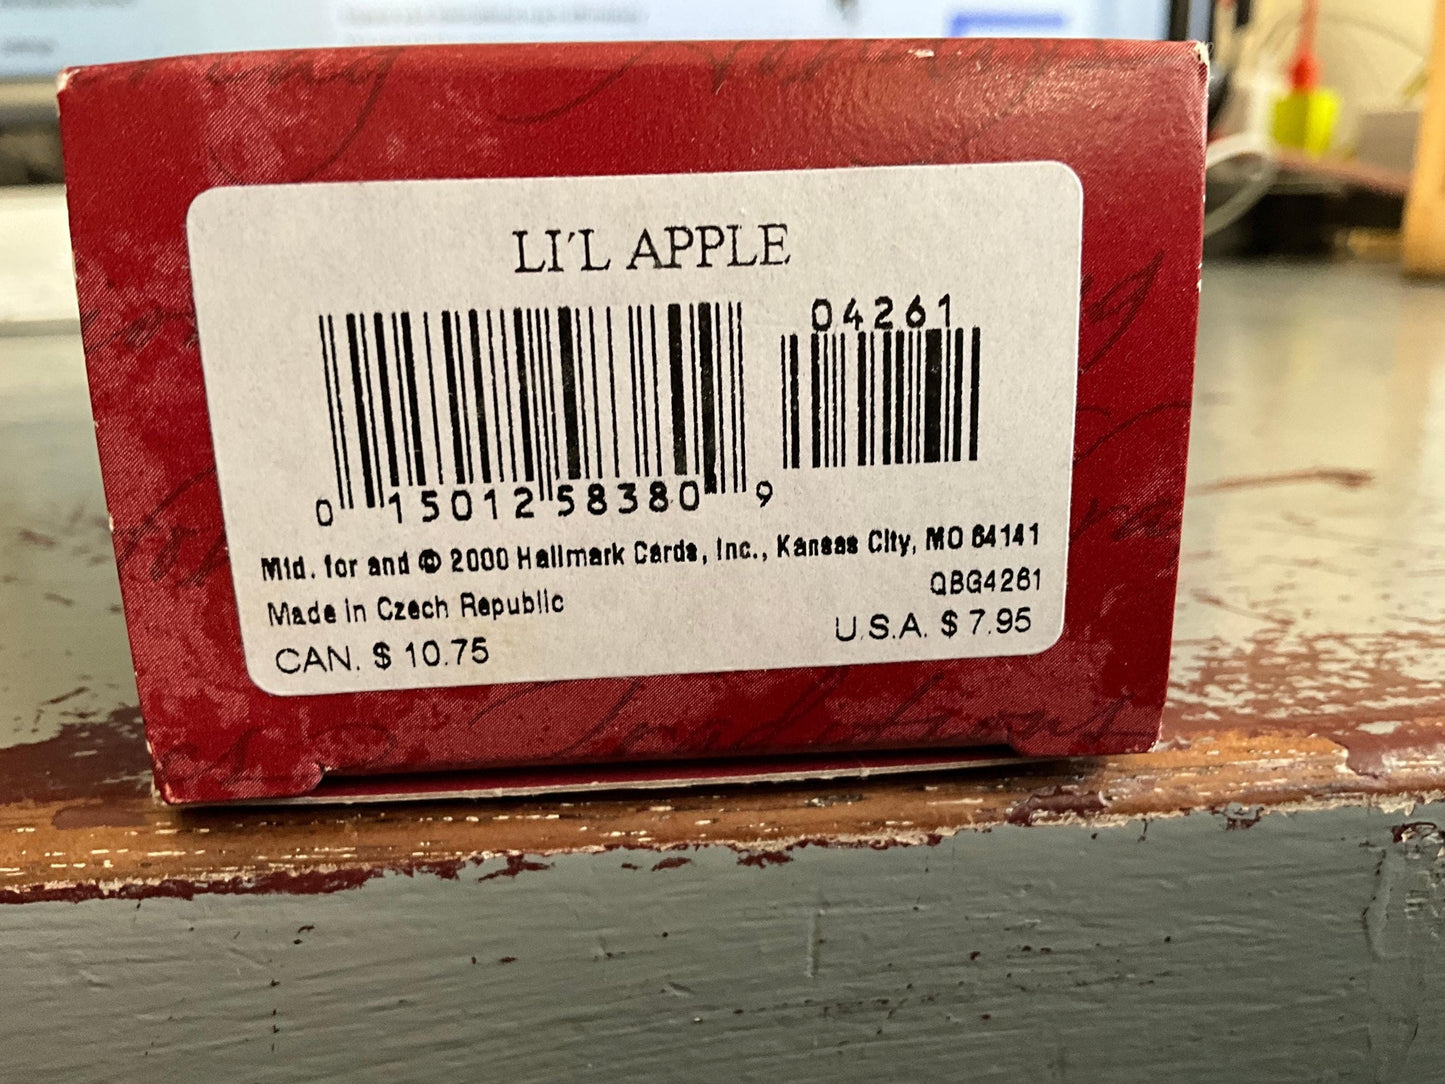 LI'L APPLE
04261
0 15012 58380 9
Mfd. for and © 2000 Hallmark Cards, Inc., Kansas City, MO 64141
QBG4261
Made in Czech Republic
U.S.A. $ 7.95
CAN. $ 10.75
Traditions